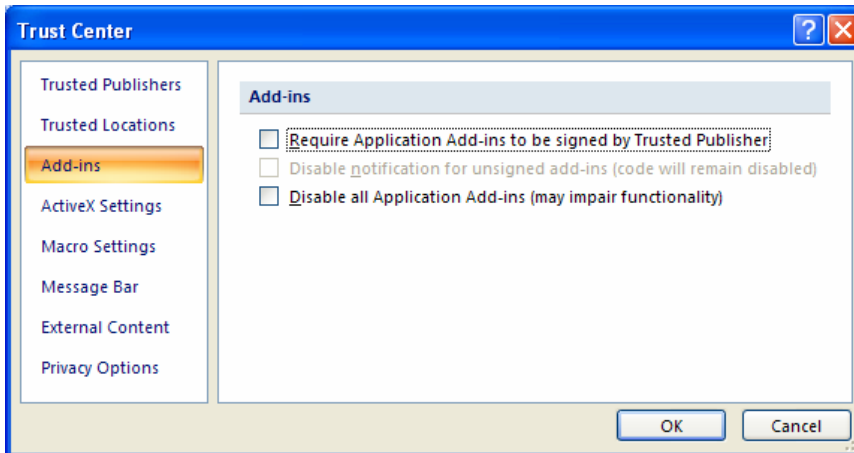 Trust Center
?
Trusted Publishers
Trusted Locations
Add-ins
ActiveX Settings
Macro Settings
Message Bar
External Content
Privacy Options
Add-ins
Require Application Add-ins to be signed by Trusted Publisher
Disable notification for unsigned add-ins (code will remain disabled)
Disable all Application Add-ins (may impair functionality)
OK
Cancel